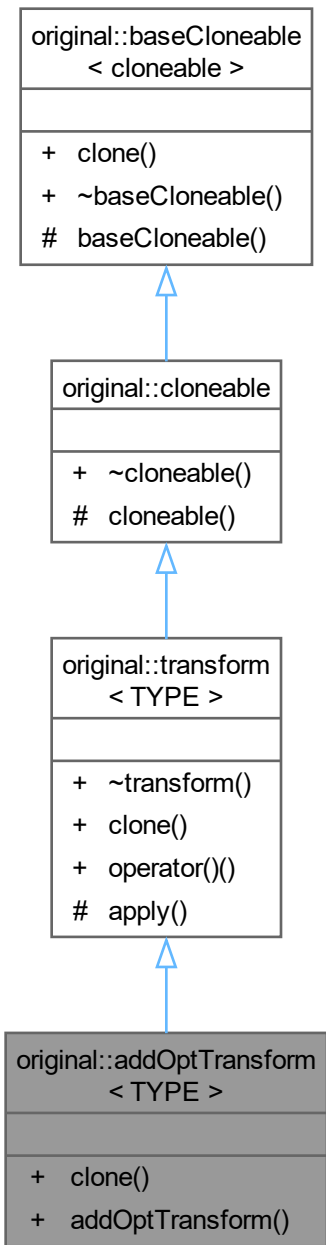 original::baseCloneable
< cloneable >
+ clone()
+ ~baseCloneable()
# baseCloneable()
original::cloneable
+ ~cloneable()
# cloneable()
original::transform
< TYPE >
+ ~transform()
+ clone()
+ operator()()
# apply()
original::addOptTransform
< TYPE >
+ clone()
+ addOptTransform()